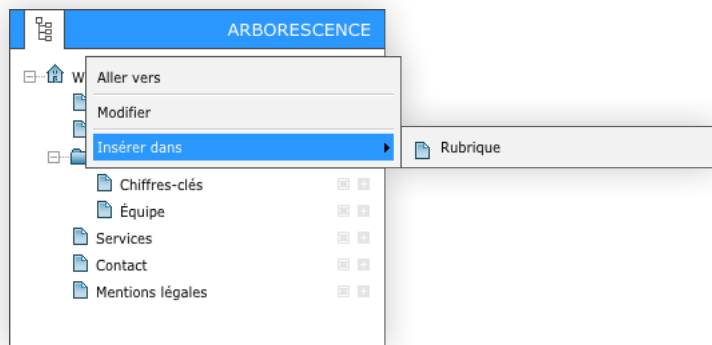 ARBORESCENCE
W
Aller vers
Modifier
Insérer dans
Rubrique
Chiffres-clés
Équipe
Services
Contact
Mentions légales